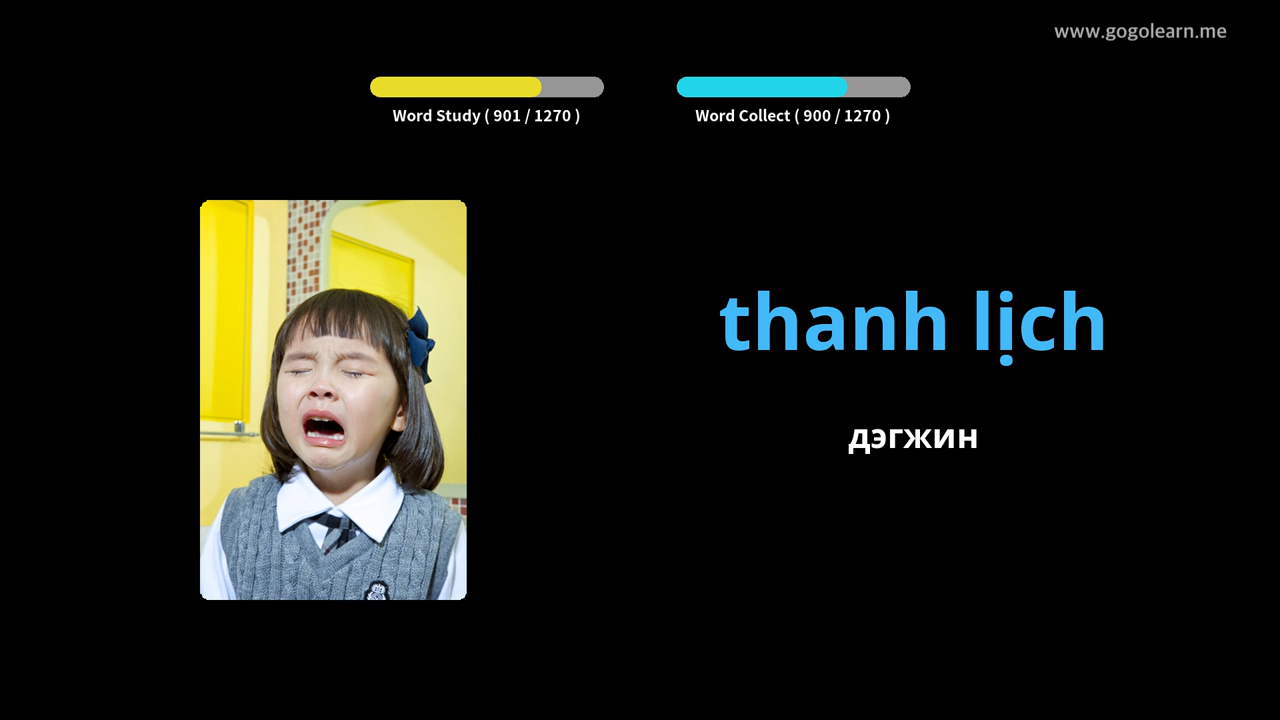 www.gogolearn.me
Word Study ( 901 / 1270 )
Word Collect ( 900 / 1270 )
thanh lịch
дэгжин